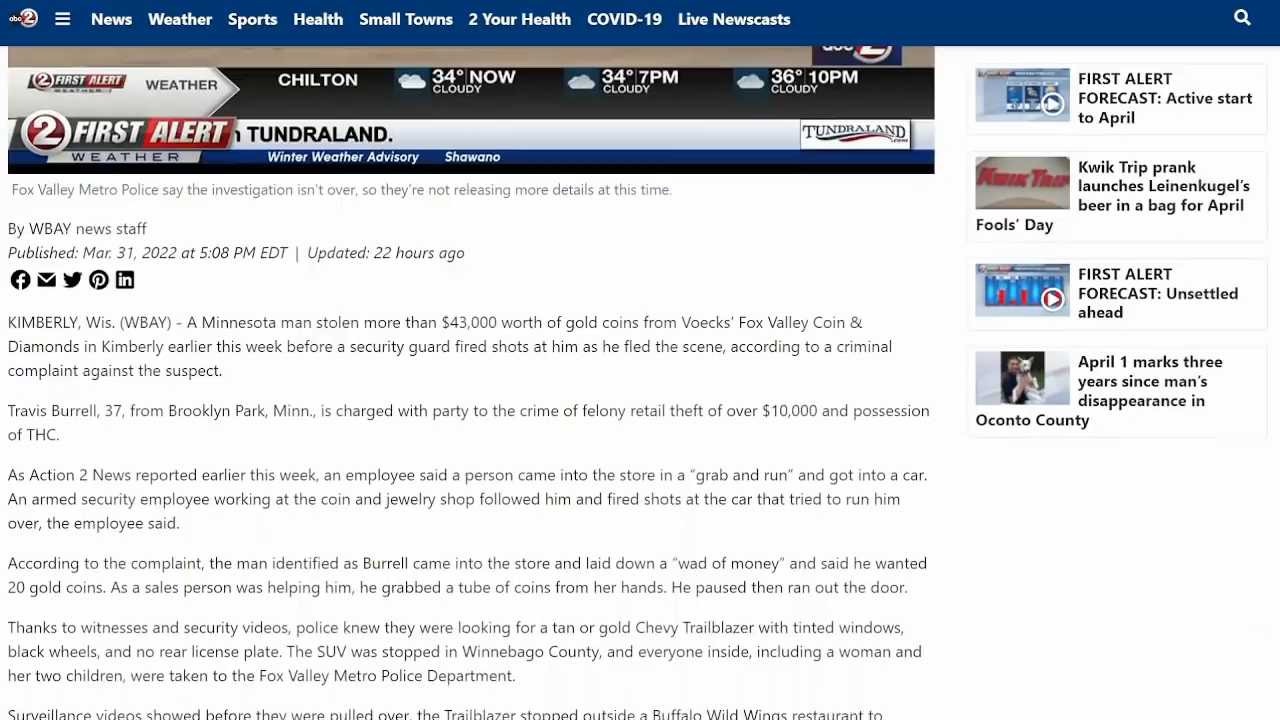 abc 2 News Weather Sports Health Small Towns 2 Your Health COVID-19 Live Newscasts
2 FIRST ALERT WEATHER WEATHER CHILTON 34° NOW CLOUDY 34° 7PM CLOUDY 36° 10PM CLOUDY
2 FIRST ALERT WEATHER TUNDRALAND. TUNDRALAND
Winter Weather Advisory Shawano
Fox Valley Metro Police say the investigation isn't over, so they're not releasing more details at this time.
By WBAY news staff
Published: Mar. 31, 2022 at 5:08 PM EDT | Updated: 22 hours ago
KIMBERLY, Wis. (WBAY) - A Minnesota man stolen more than $43,000 worth of gold coins from Voecks' Fox Valley Coin &
Diamonds in Kimberly earlier this week before a security guard fired shots at him as he fled the scene, according to a criminal
complaint against the suspect.
Travis Burrell, 37, from Brooklyn Park, Minn., is charged with party to the crime of felony retail theft of over $10,000 and possession
of THC.
As Action 2 News reported earlier this week, an employee said a person came into the store in a “grab and run” and got into a car.
An armed security employee working at the coin and jewelry shop followed him and fired shots at the car that tried to run him
over, the employee said.
According to the complaint, the man identified as Burrell came into the store and laid down a “wad of money” and said he wanted
20 gold coins. As a sales person was helping him, he grabbed a tube of coins from her hands. He paused then ran out the door.
Thanks to witnesses and security videos, police knew they were looking for a tan or gold Chevy Trailblazer with tinted windows,
black wheels, and no rear license plate. The SUV was stopped in Winnebago County, and everyone inside, including a woman and
her two children, were taken to the Fox Valley Metro Police Department.
Surveillance videos showed before they were pulled over, the Trailblazer stopped outside a Buffalo Wild Wings restaurant to
FIRST ALERT
FORECAST: Active start
to April
KWIK TRIP
Kwik Trip prank
launches Leinenkugel's
beer in a bag for April
Fools' Day
FIRST ALERT
FORECAST: Unsettled
ahead
April 1 marks three
years since man's
disappearance in
Oconto County